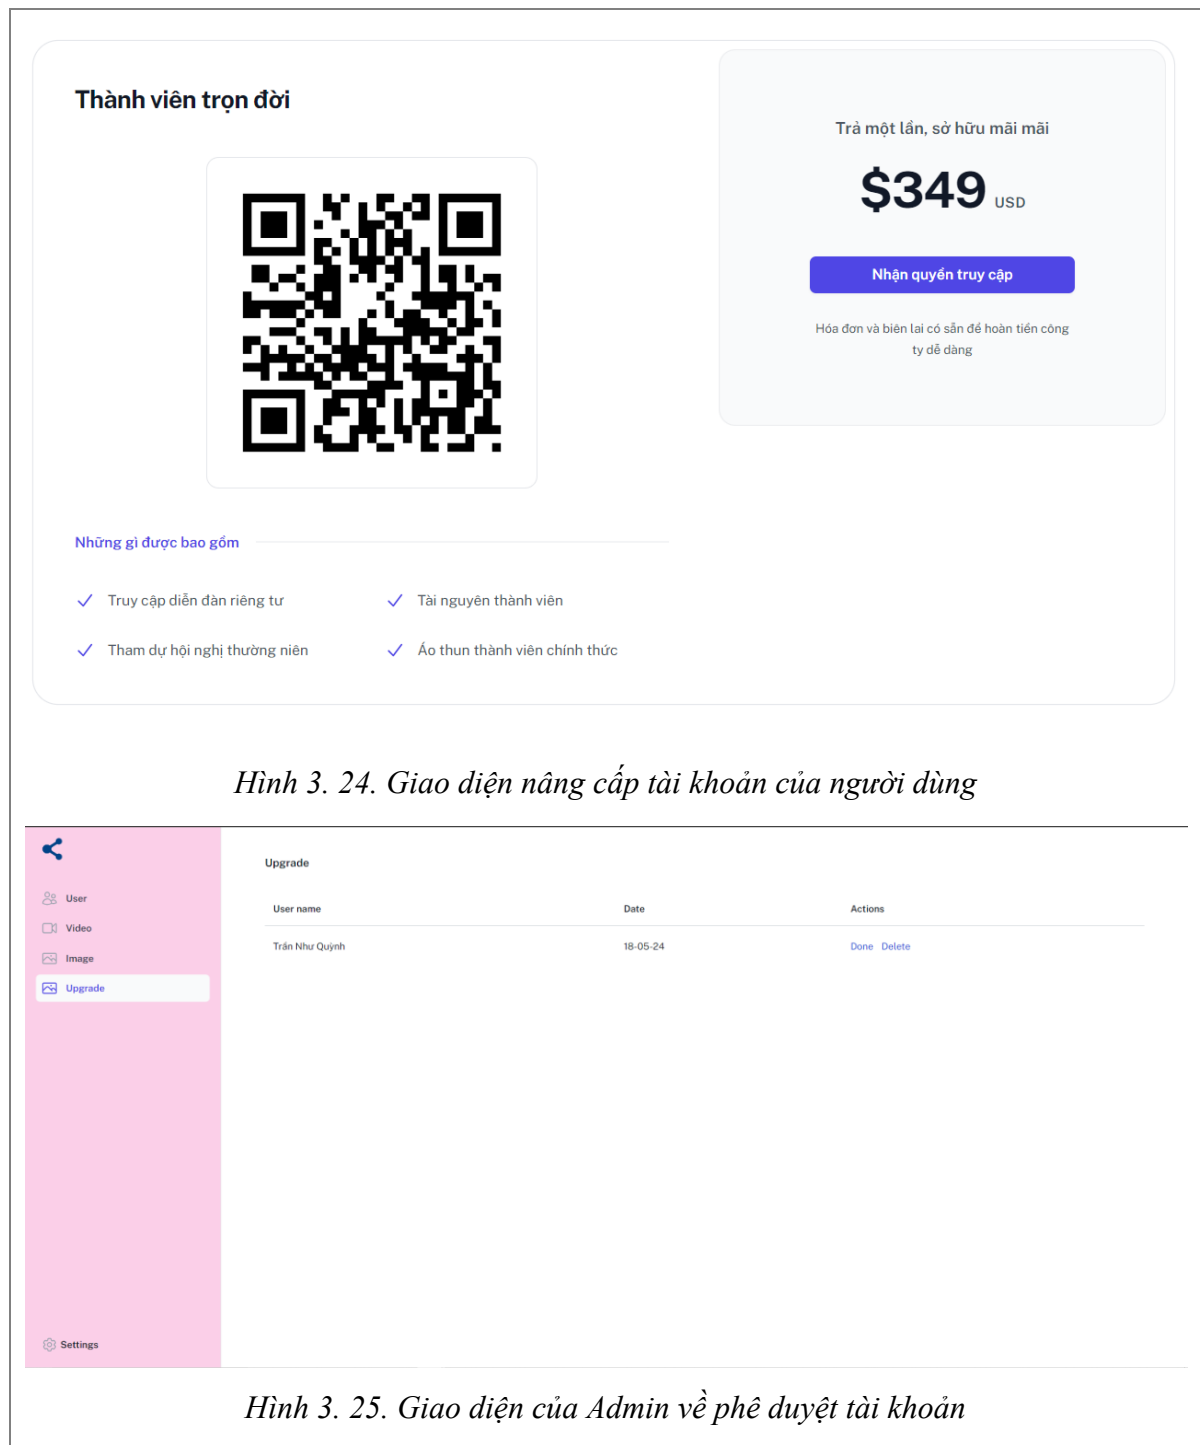 Thành viên trọn đời
Trả một lần, sở hữu mãi mãi
$349 USD
Nhận quyền truy cập
Hóa đơn và biên lai có sẵn để hoàn tiền công
ty dễ dàng
Những gì được bao gồm
Truy cập diễn đàn riêng tư
Tài nguyên thành viên
Tham dự hội nghị thường niên
Áo thun thành viên chính thức
Hình 3. 24. Giao diện nâng cấp tài khoản của người dùng
User
Video
Image
Upgrade
Settings
Upgrade
User name Date Actions
Trần Như Quỳnh 18-05-24 Done Delete
Hình 3. 25. Giao diện của Admin về phê duyệt tài khoản